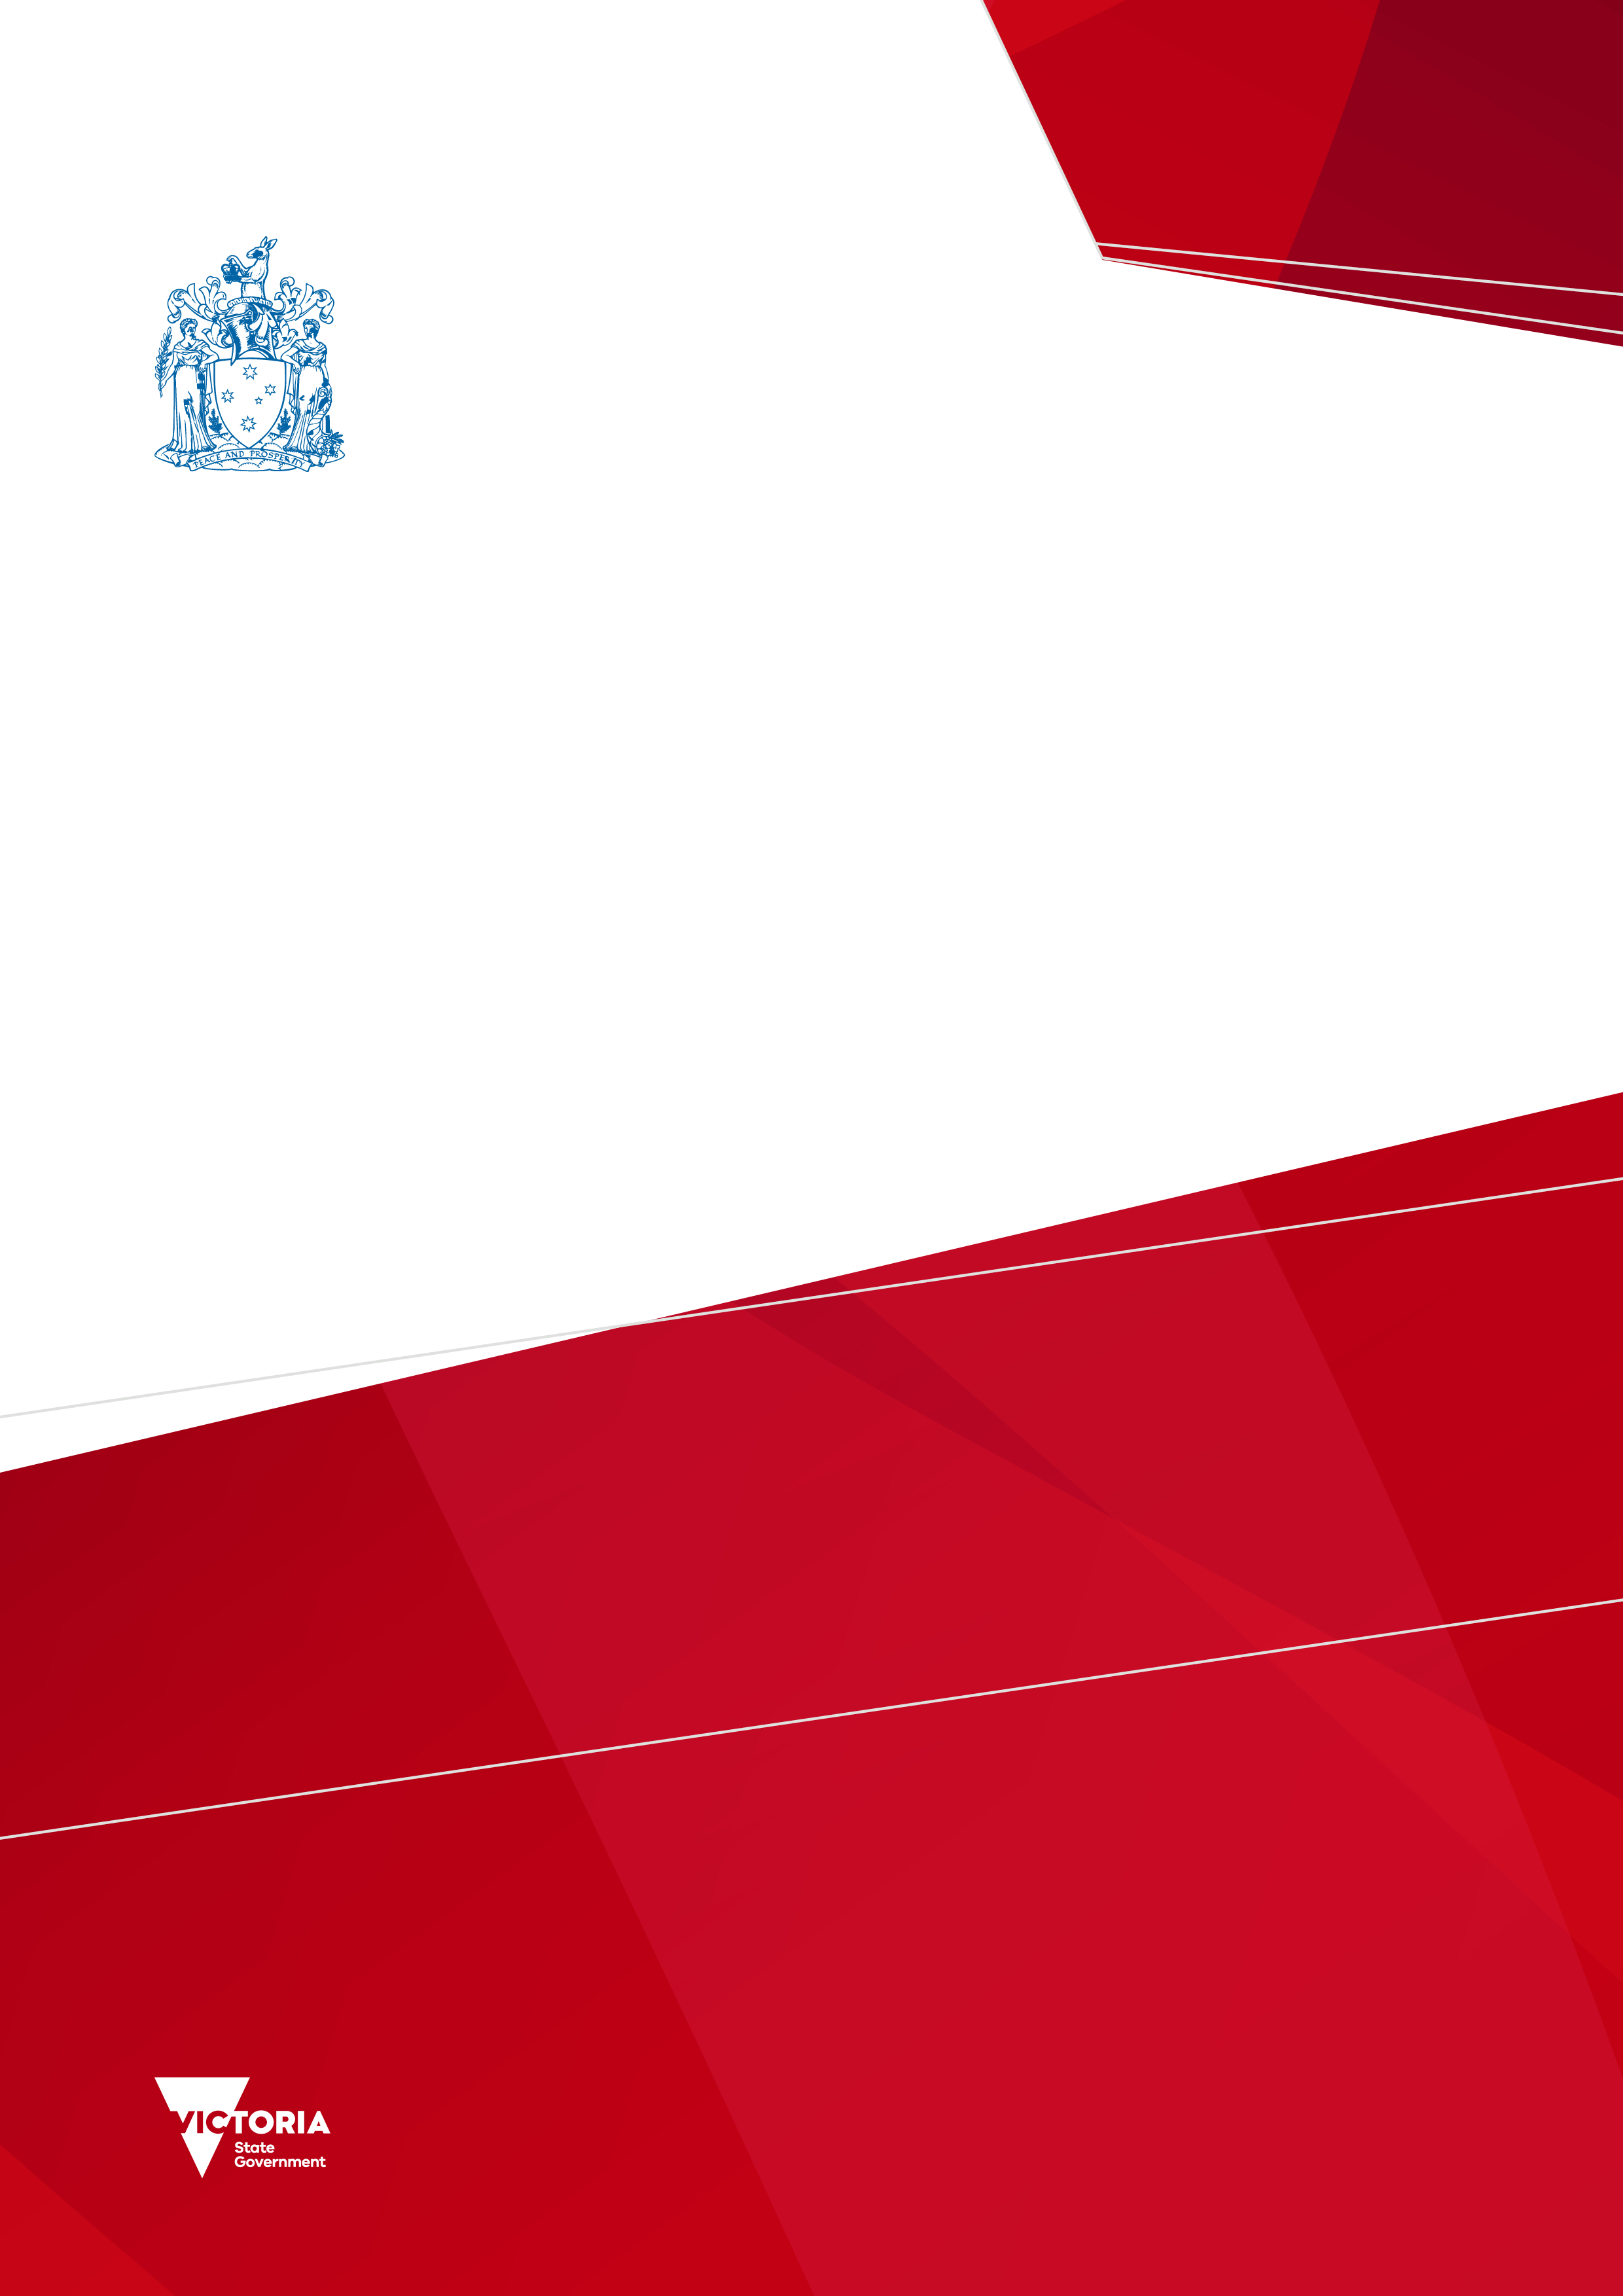 PEACE AND PROSPERITY
VICTORIA
State
Government